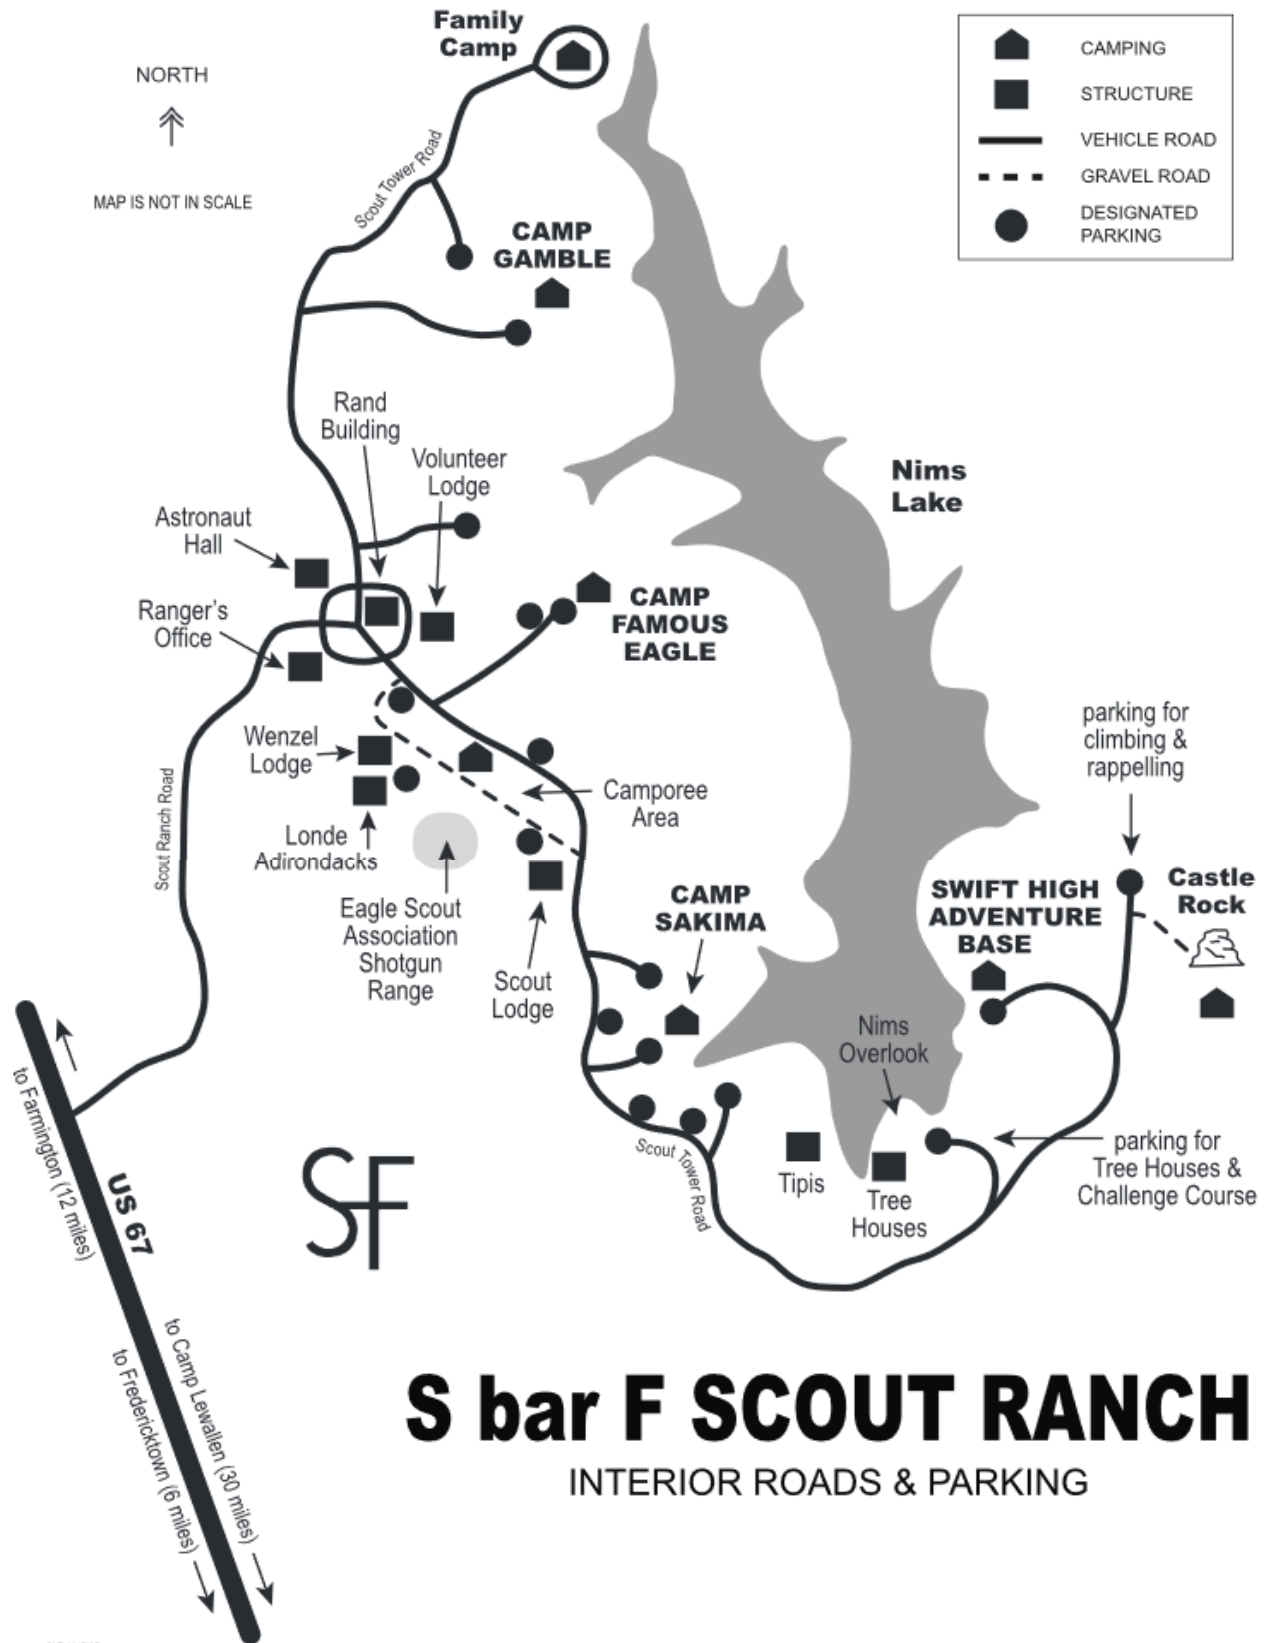 Family
Camp
NORTH
MAP IS NOT IN SCALE
CAMPING
STRUCTURE
VEHICLE ROAD
GRAVEL ROAD
DESIGNATED
PARKING
Scout Tower Road
CAMP
GAMBLE
Rand
Building
Volunteer
Lodge
Nims
Lake
Astronaut
Hall
Ranger's
Office
CAMP
FAMOUS
EAGLE
Wenzel
Lodge
Camporee
Area
parking for
climbing &
rappelling
Scout Ranch Road
Londe
Adirondacks
Eagle Scout
Association
Shotgun
Range
Scout
Lodge
CAMP
SAKIMA
SWIFT HIGH
ADVENTURE
BASE
Castle
Rock
Nims
Overlook
Scout Tower Road
Tipis
Tree
Houses
parking for
Tree Houses &
Challenge Course
to Farmington (12 miles)
US 67
SF
to Camp Lewallen (30 miles)
to Fredericktown (6 miles)
S bar F SCOUT RANCH
INTERIOR ROADS & PARKING